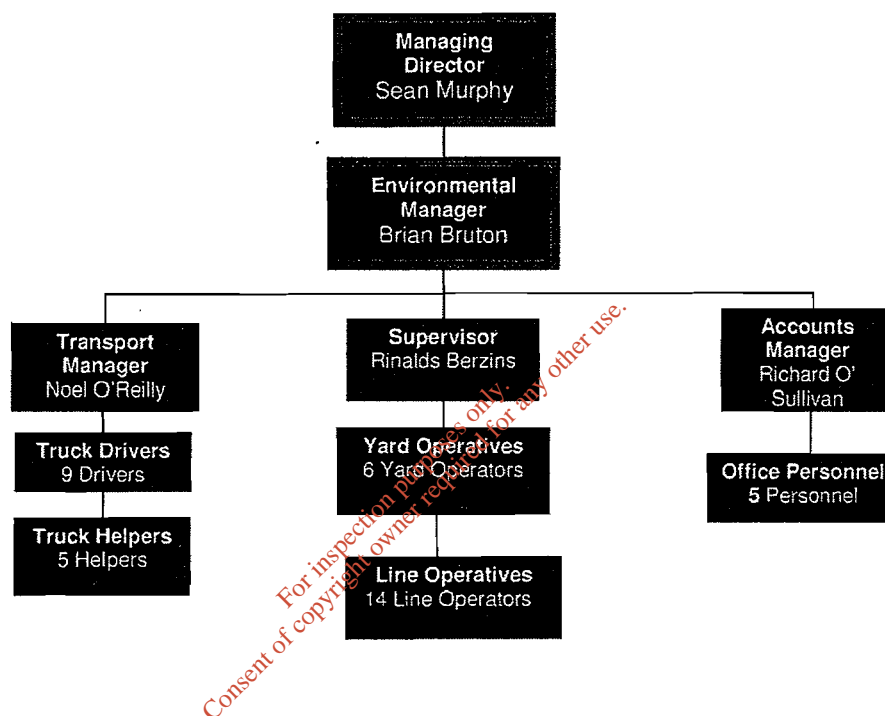 Managing
Director
Sean Murphy
Environmental
Manager
Brian Bruton
Transport
Manager
Noel O'Reilly
Truck Drivers
9 Drivers
Truck Helpers
5 Helpers
Supervisor
Rinalds Berzins
Yard Operatives
6 Yard Operators
Line Operatives
14 Line Operators
Accounts
Manager
Richard O'
Sullivan
Office Personnel
5 Personnel
For inspection purposes only.
Consent of copyright owner required for any other use.